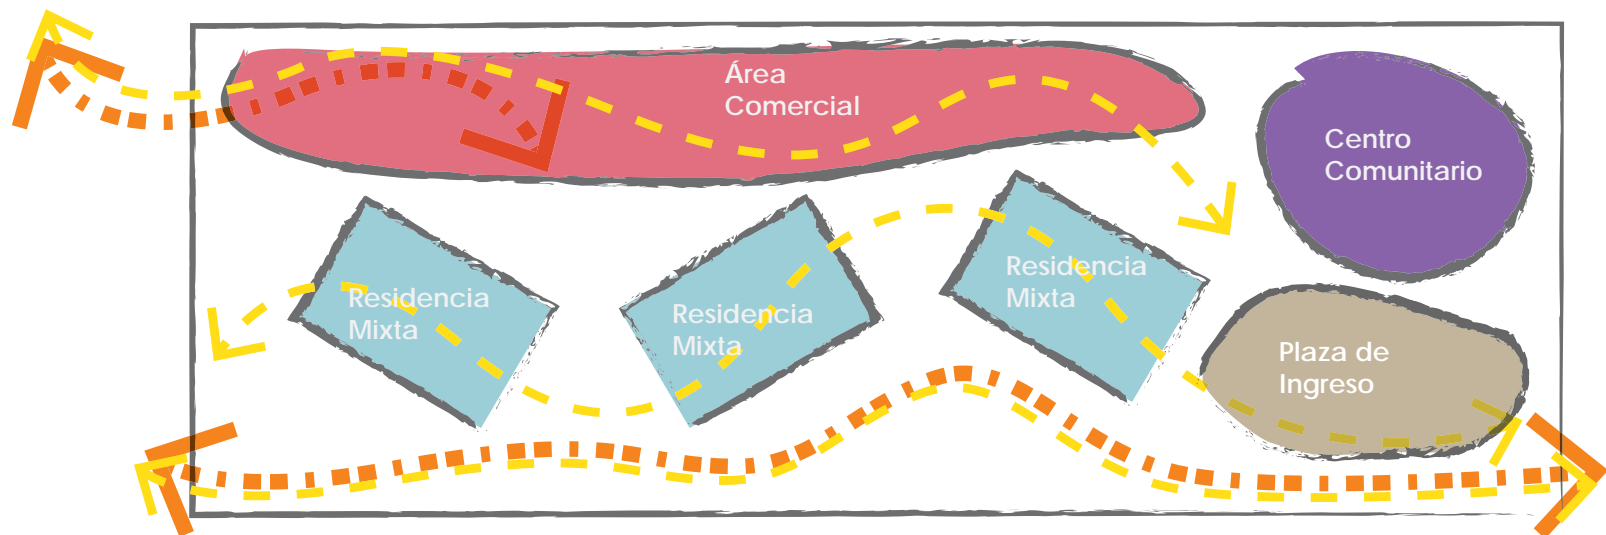 Área
Comercial
Centro
Comunitario
Residencia
Mixta
Residencia
Mixta
Residencia
Mixta
Plaza de
Ingreso